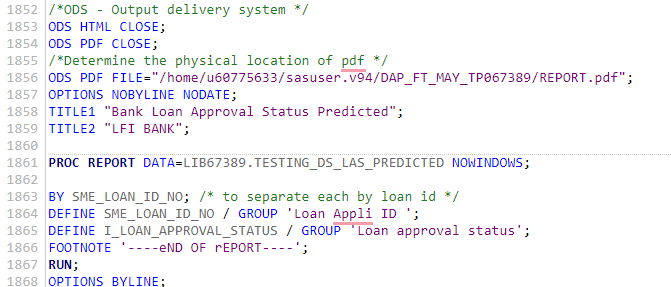 1852 /*ODS - Output delivery system */
1853 ODS HTML CLOSE;
1854 ODS PDF CLOSE;
1855 /*Determine the physical location of pdf */
1856 ODS PDF FILE="/home/u60775633/sasuser.v94/DAP_FT_MAY_TP067389/REPORT.pdf";
1857 OPTIONS NOBYLINE NODATE;
1858 TITLE1 "Bank Loan Approval Status Predicted";
1859 TITLE2 "LFI BANK";
1860
1861 PROC REPORT DATA=LIB67389.TESTING_DS_LAS_PREDICTED NOWINDOWS;
1862
1863 BY SME_LOAN_ID_NO; /* to separate each by loan id */
1864 DEFINE SME_LOAN_ID_NO / GROUP 'Loan Appli ID ';
1865 DEFINE I_LOAN_APPROVAL_STATUS / GROUP 'Loan approval status';
1866 FOOTNOTE '----eND OF rEPORT----';
1867 RUN;
1868 OPTIONS BYLINE;